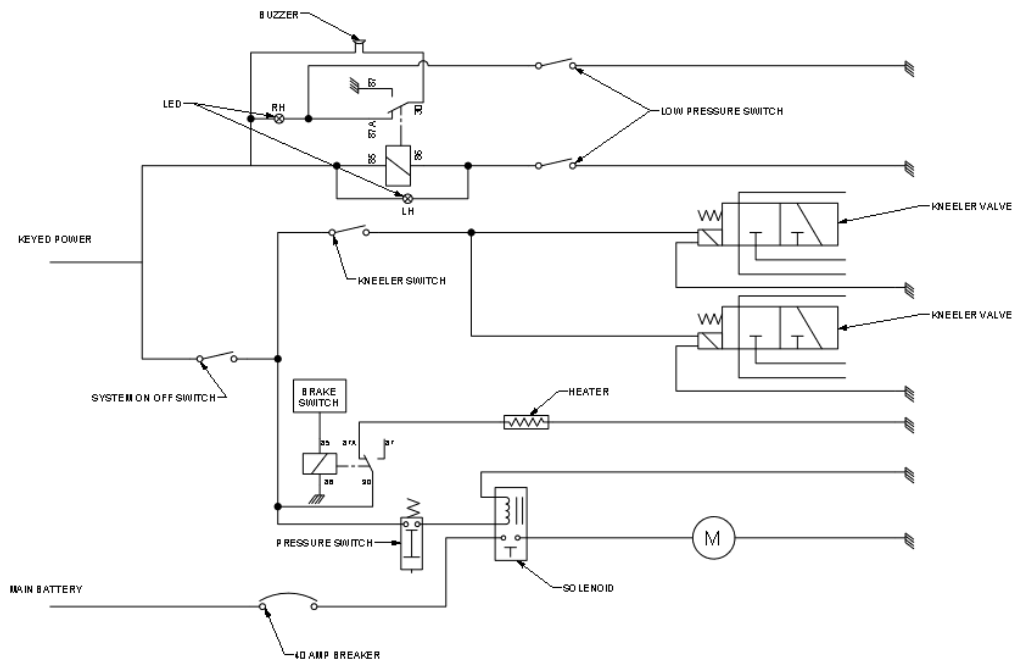 BUZZER
87
LED
RH
30
87A
LOW PRESSURE SWITCH
85
86
LH
KNEELER VALVE
KEYED POWER
KNEELER SWITCH
KNEELER VALVE
SYSTEM ON OFF SWITCH
BRAKE
SWITCH
HEATER
85
87A
87
86
30
PRESSURE SWITCH
M
MAIN BATTERY
SOLENOID
40 AMP BREAKER